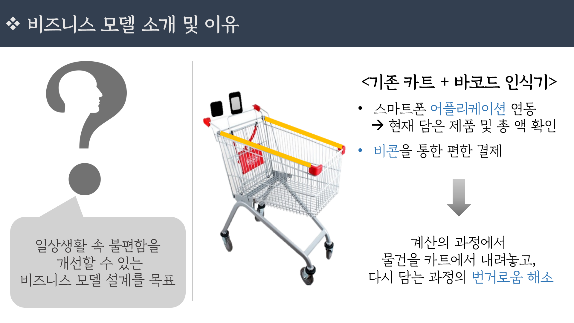 ❖ 비즈니스 모델 소개 및 이유
일상생활 속 불편함을
개선할 수 있는
비즈니스 모델 설계를 목표
<기존 카트 + 바코드 인식기>
• 스마트폰 어플리케이션 연동
→ 현재 담은 제품 및 총 액 확인
• 비콘을 통한 편한 결제
계산의 과정에서
물건을 카트에서 내려놓고,
다시 담는 과정의 번거로움 해소